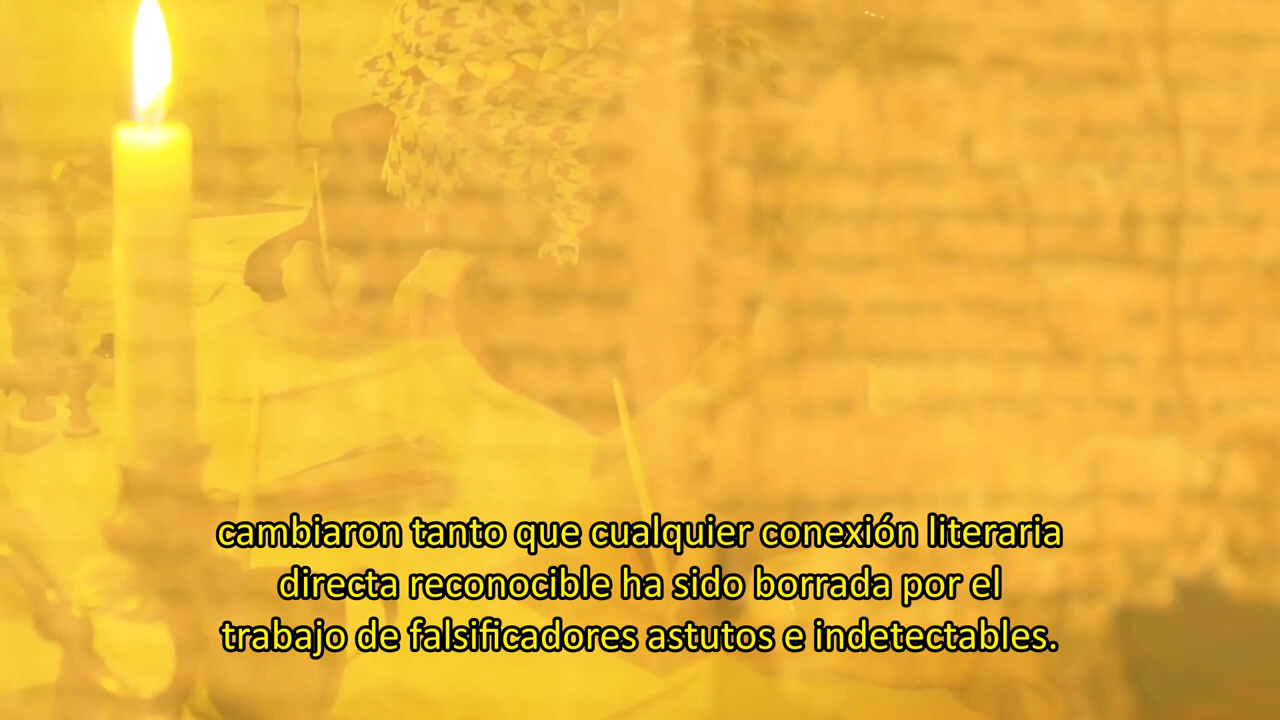 cambiaron tanto que cualquier conexión literaria
directa reconocible ha sido borrada por el
trabajo de falsificadores astutos e indetectables.